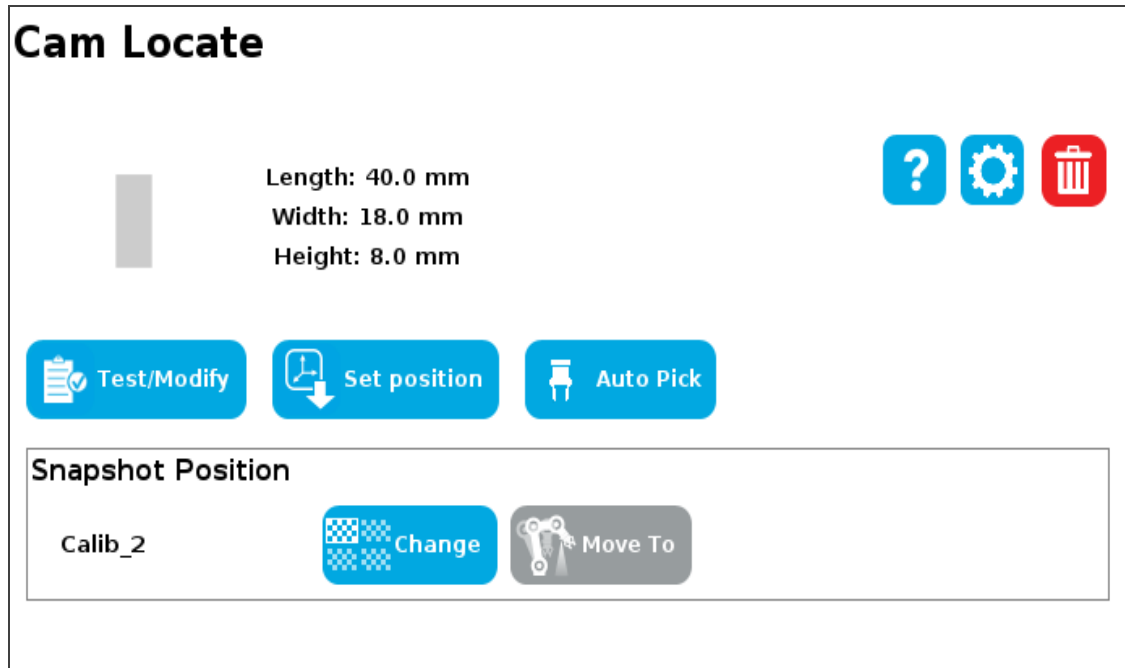 Cam Locate
Length: 40.0 mm
Width: 18.0 mm
Height: 8.0 mm
?
Test/Modify
Set position
Auto Pick
Snapshot Position
Calib_2
Change
Move To